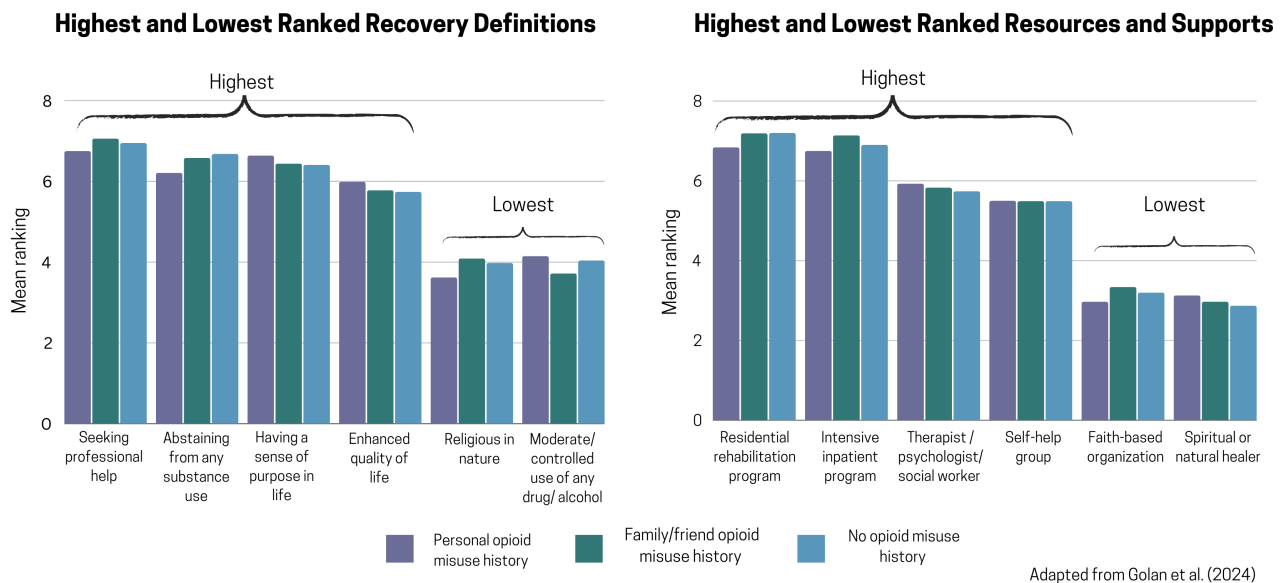 Highest and Lowest Ranked Recovery Definitions
Highest
8
6
4
2
0
Mean ranking
Lowest
Seeking
professional
help
Abstaining
from any
substance
use
Having a
sense of
purpose in
life
Enhanced
quality of
life
Religious in
nature
Moderate/
controlled
use of any
drug/ alcohol
Highest and Lowest Ranked Resources and Supports
Highest
8
6
4
2
0
Mean ranking
Lowest
Residential
rehabilitation
program
Intensive
inpatient
program
Therapist /
psychologist/
social worker
Self-help
group
Faith-based
organization
Spiritual or
natural healer
Personal opioid
misuse history
Family/friend opioid
misuse history
No opioid misuse
history
Adapted from Golan et al. (2024)